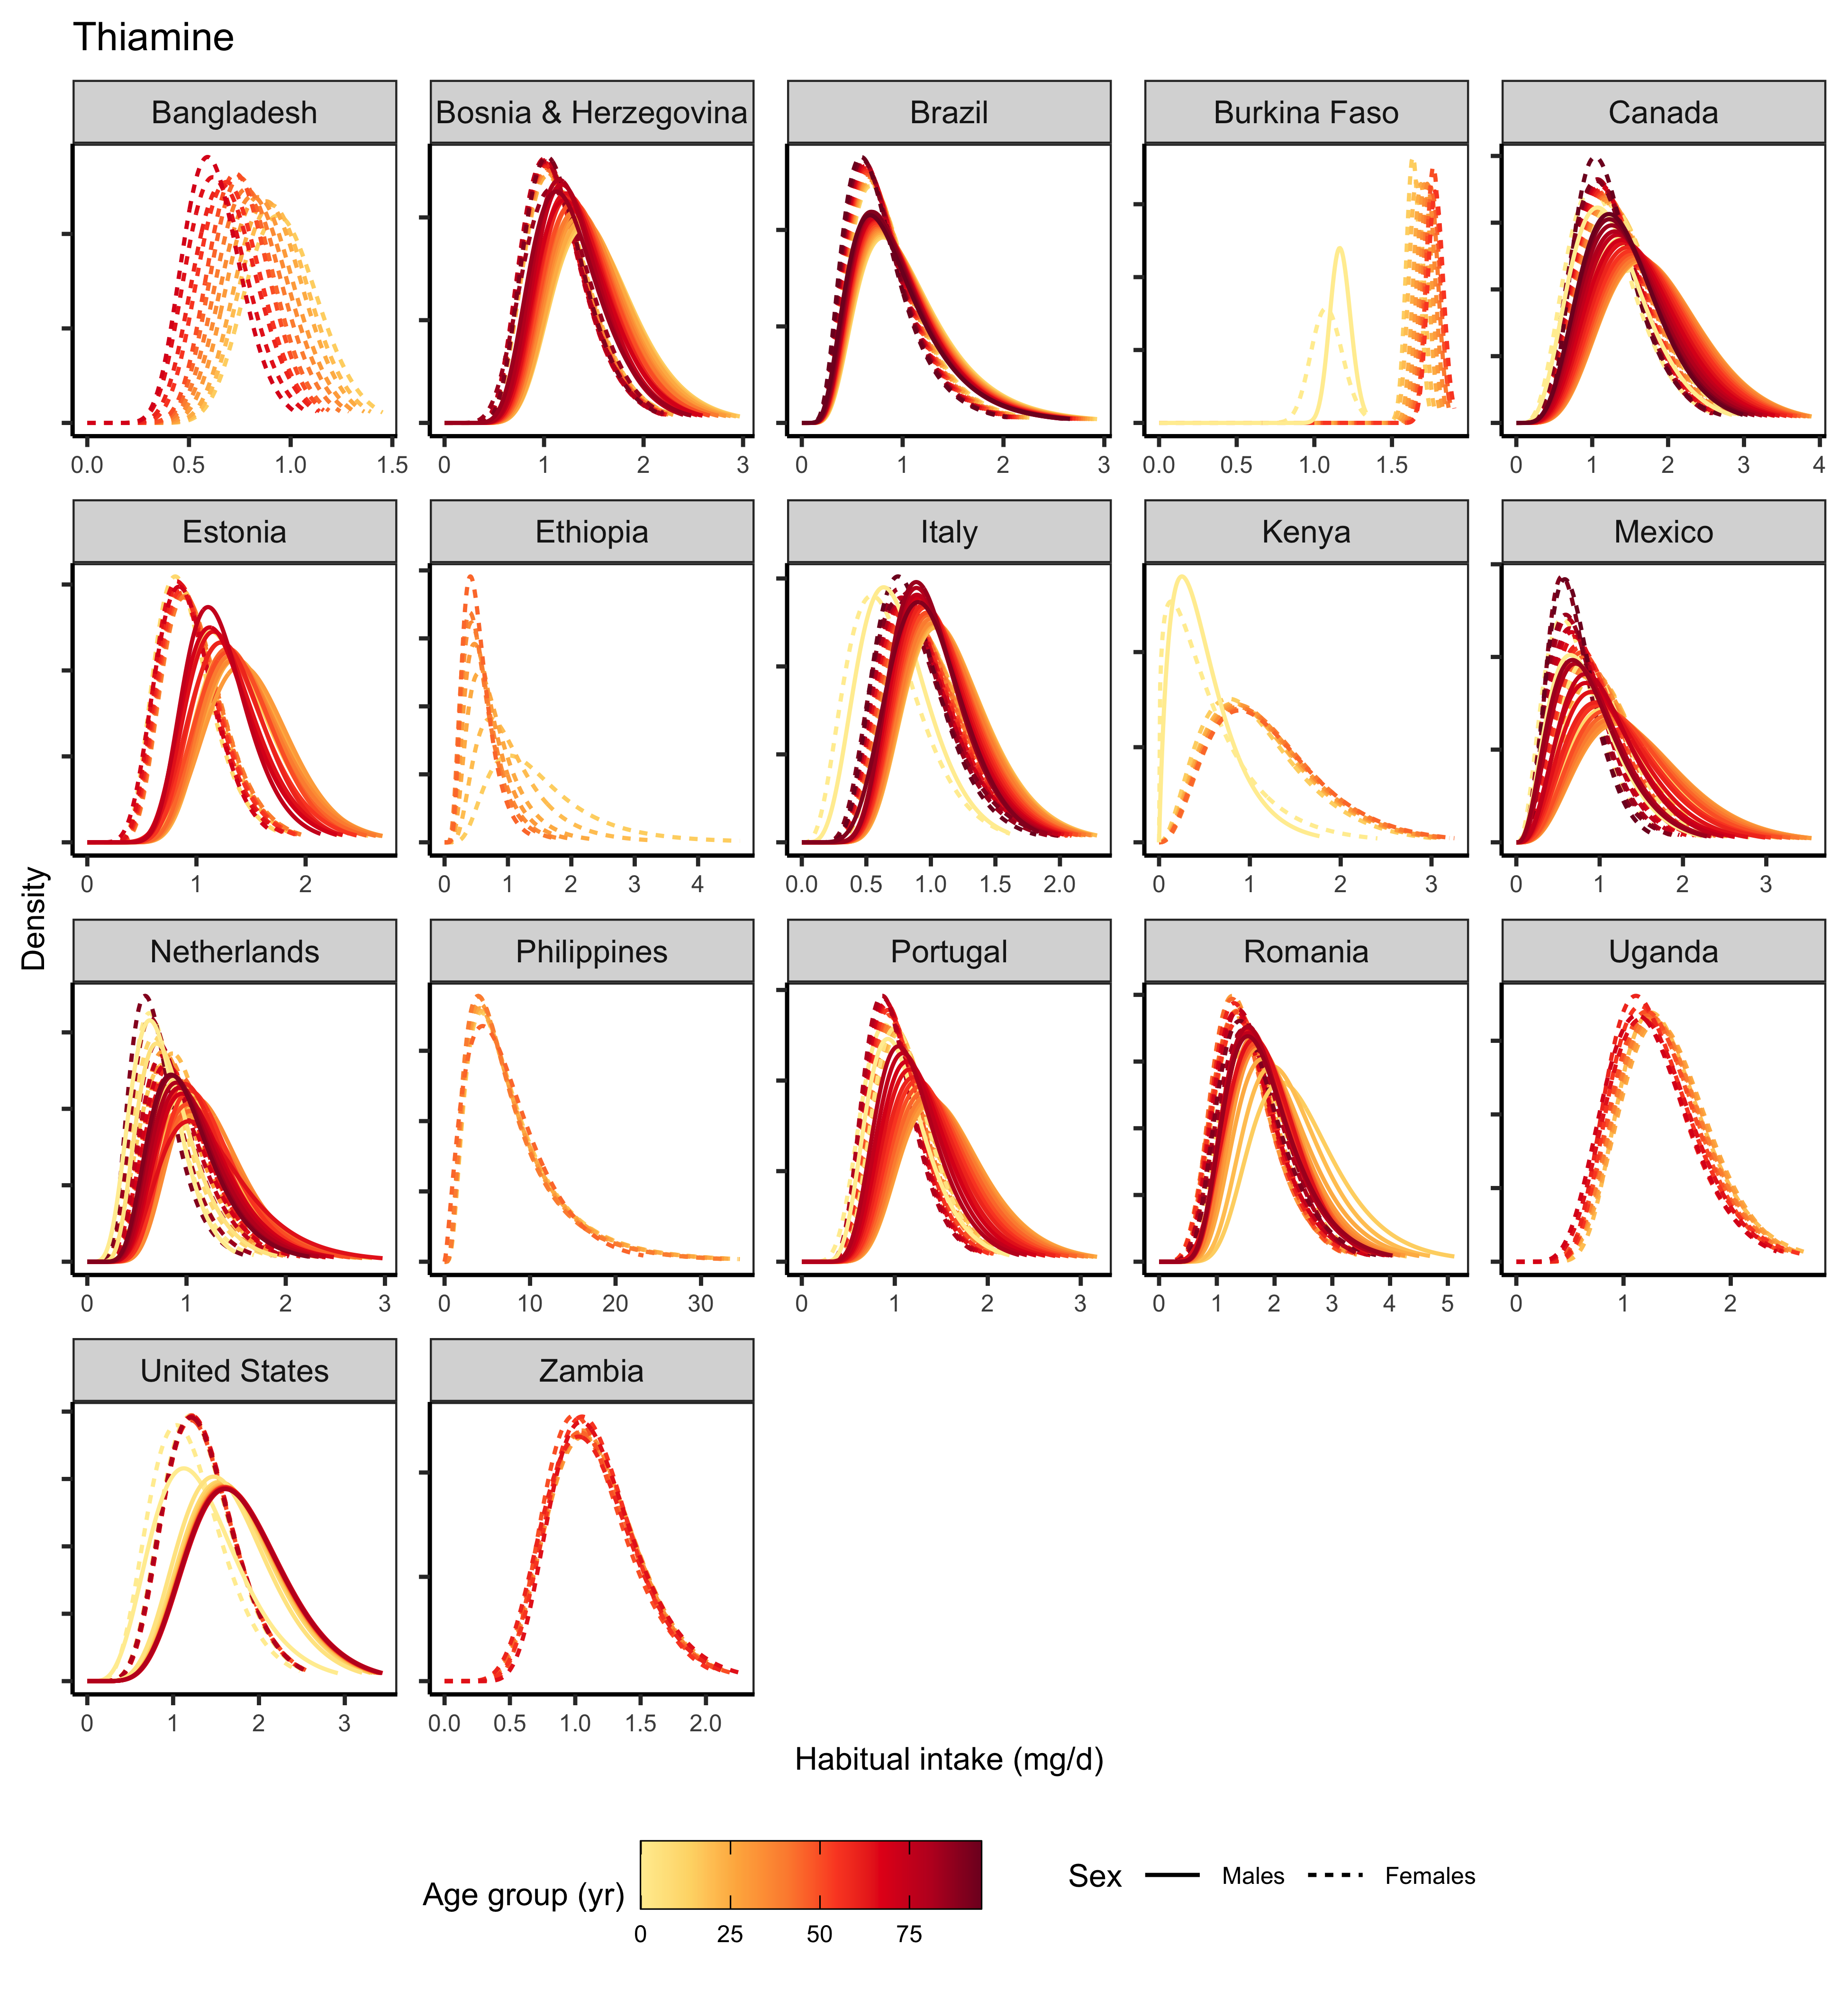 Thiamine
Bangladesh
Bosnia & Herzegovina
Brazil
Burkina Faso
Canada
0.0 0.5 1.0 1.5
0 1 2 3
0 1 2 3
0.0 0.5 1.0 1.5
0 1 2 3 4
Estonia
Ethiopia
Italy
Kenya
Mexico
0 1 2
0 1 2 3 4
0.0 0.5 1.0 1.5 2.0
0 1 2 3
0 1 2 3
Density
Netherlands
Philippines
Portugal
Romania
Uganda
0 1 2 3
0 10 20 30
0 1 2 3
0 1 2 3 4 5
0 1 2
United States
Zambia
0 1 2 3
0.0 0.5 1.0 1.5 2.0
Habitual intake (mg/d)
Age group (yr)
0 25 50 75
Sex Males Females